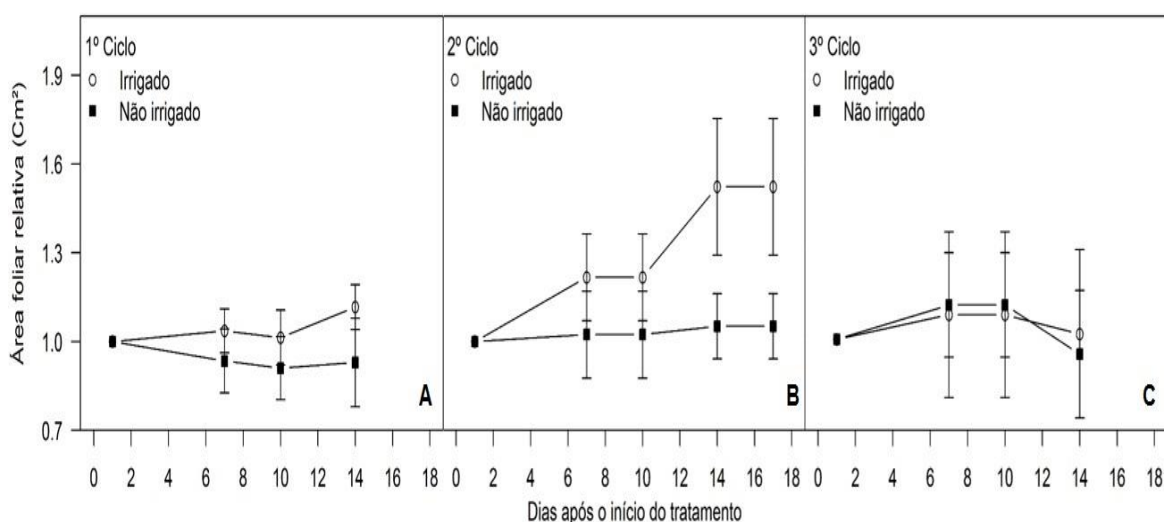 Área foliar relativa (Cm²)
1.9
1.6
1.3
1.0
0.7
1º Ciclo
Irrigado
Não irrigado
A
2º Ciclo
Irrigado
Não irrigado
B
3º Ciclo
Irrigado
Não irrigado
C
0 2 4 6 8 10 12 14 16 18 0 2 4 6 8 10 12 14 16 18 0 2 4 6 8 10 12 14 16 18
Dias após o início do tratamento